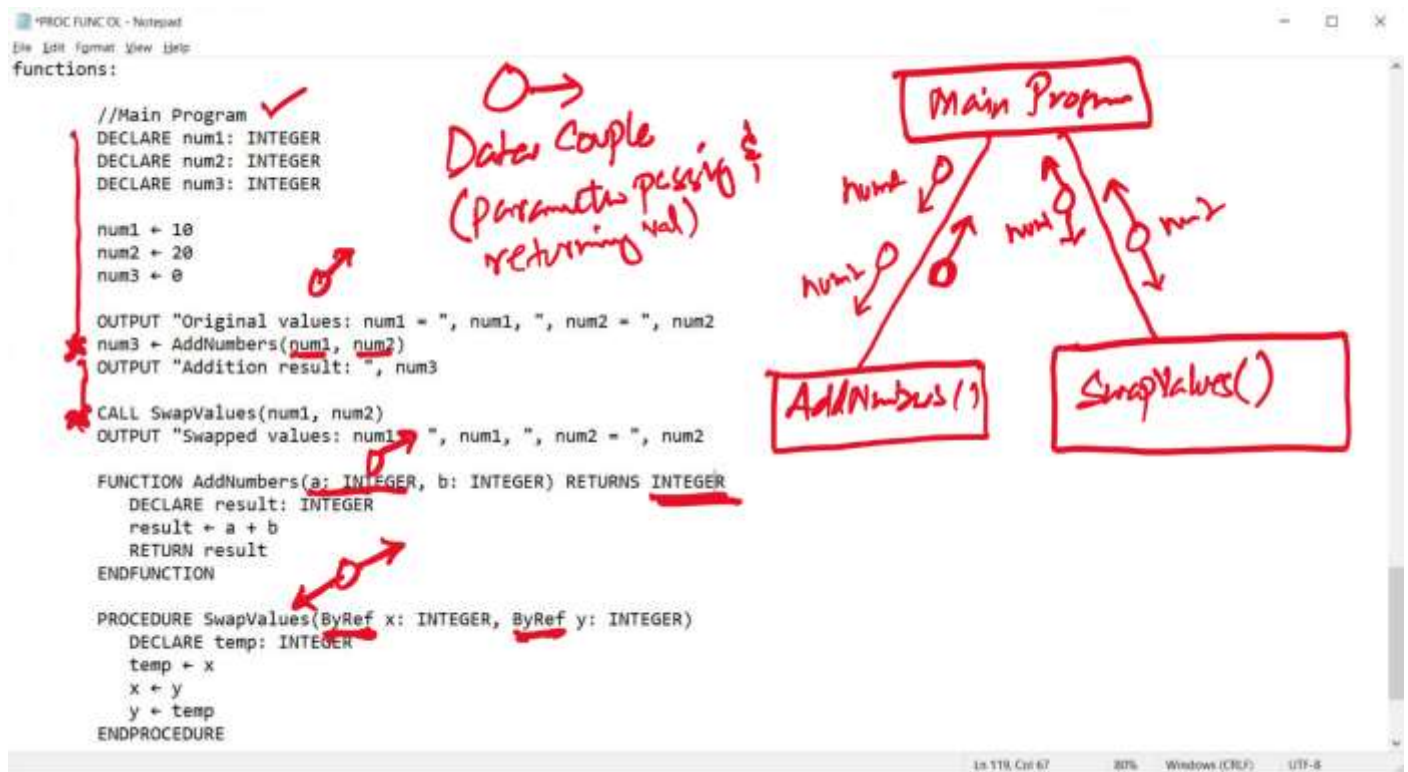 *PROC FUNC OL - Notepad
File Edit Format View Help
functions:
//Main Program
DECLARE num1: INTEGER
DECLARE num2: INTEGER
DECLARE num3: INTEGER
num1 ← 10
num2 ← 20
num3 ← 0
OUTPUT "Original values: num1 = ", num1, ", num2 = ", num2
num3 ← AddNumbers(num1, num2)
OUTPUT "Addition result: ", num3
CALL SwapValues(num1, num2)
OUTPUT "Swapped values: num1 ", num1, ", num2 = ", num2
FUNCTION AddNumbers(a: INTEGER, b: INTEGER) RETURNS INTEGER
DECLARE result: INTEGER
result ← a + b
RETURN result
ENDFUNCTION
PROCEDURE SwapValues(ByRef x: INTEGER, ByRef y: INTEGER)
DECLARE temp: INTEGER
temp ← x
x ← y
y ← temp
ENDPROCEDURE
Data Couple
(parameter passing &
returning val)
Main Program
num2
num1
num2
AddNumbers()
SwapValues()
Ln 119, Col 67
80%
Windows (CRLF)
UTF-8